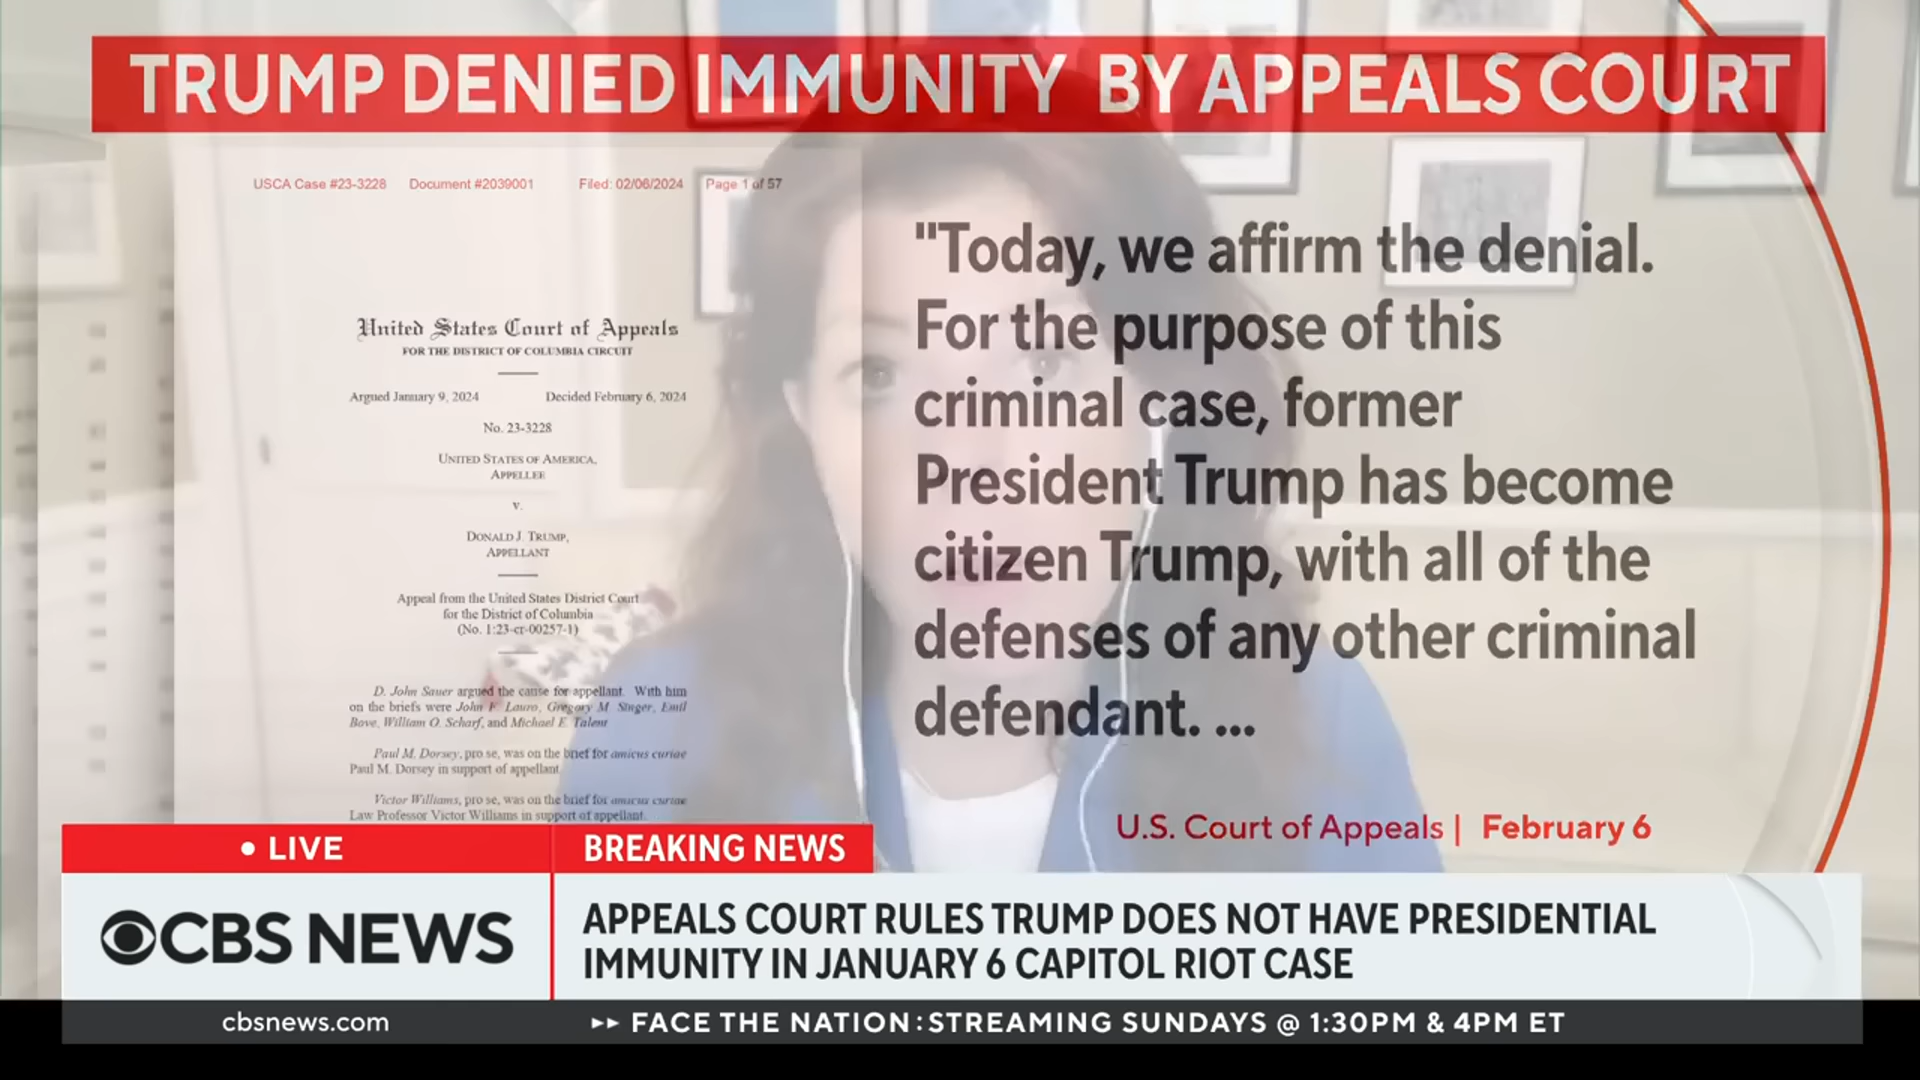 TRUMP DENIED IMMUNITY BY APPEALS COURT
USCA Case #23-3228 Document #2039001 Filed: 02/06/2024 Page 1 of 57
United States Court of Appeals
FOR THE DISTRICT OF COLUMBIA CIRCUIT
Argued January 9, 2024 Decided February 6, 2024
No. 23-3228
UNITED STATES OF AMERICA,
APPELLEE
v.
DONALD J. TRUMP,
APPELLANT
Appeal from the United States District Court
for the District of Columbia
(No. 1:23-cr-00257-1)
D. John Sauer argued the cause for appellant. With him
on the briefs were John F. Lauro, Gregory M. Singer, Emil
Bove, William O. Scharf, and Michael E. Talent
Paul M. Dorsey, pro se, was on the brief for amicus curiae
Paul M. Dorsey in support of appellant.
Victor Williams, pro se, was on the brief for amicus curiae
Law Professor Victor Williams in support of appellant.
"Today, we affirm the denial.
For the purpose of this
criminal case, former
President Trump has become
citizen Trump, with all of the
defenses of any other criminal
defendant. ...
U.S. Court of Appeals | February 6
LIVE
BREAKING NEWS
CBS NEWS
APPEALS COURT RULES TRUMP DOES NOT HAVE PRESIDENTIAL
IMMUNITY IN JANUARY 6 CAPITOL RIOT CASE
cbsnews.com
FACE THE NATION: STREAMING SUNDAYS @ 1:30PM & 4PM ET